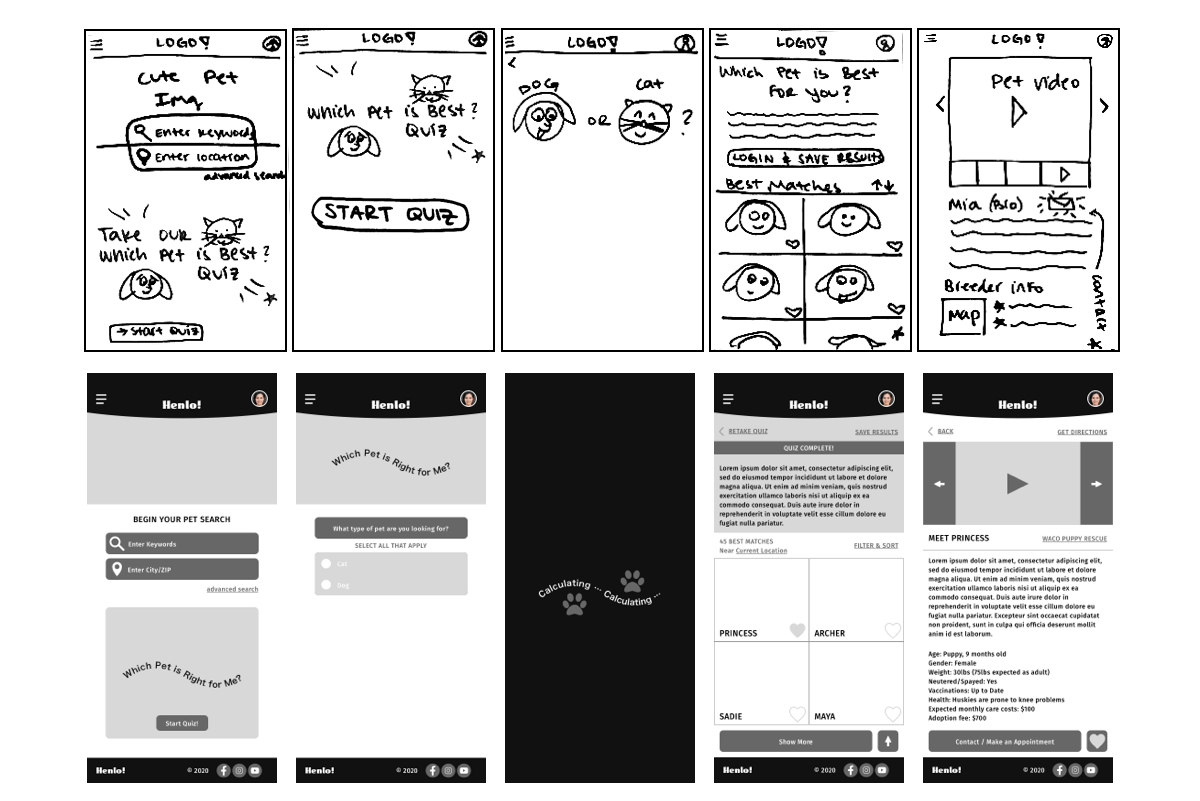 LOGO!
Cute Pet
Img
Enter Keyword
Enter location
advanced search
Take our
Which Pet is Best?
Quiz
→ Start Quiz
LOGO!
Which Pet is Best?
Quiz
START QUIZ
LOGO!
<
DOG
Cat
OR
?
LOGO!
Which Pet is Best
For you?
LOGIN & SAVE RESULTS
Best Matches
LOGO!
Pet Video
Mia (Bio)
contact
Breeder info
Map
Henlo!
Which Pet is Right for Me?
BEGIN YOUR PET SEARCH
Enter Keywords
Enter City/ZIP
advanced search
Which Pet is Right for Me?
Start Quiz!
Henlo!
© 2020
Henlo!
Which Pet is Right for Me?
What type of pet are you looking for?
SELECT ALL THAT APPLY
Cat
Dog
Henlo!
© 2020
Calculating ... Calculating ...
Henlo!
RETAKE QUIZ
SAVE RESULTS
QUIZ COMPLETE!
Lorem ipsum dolor sit amet, consectetur adipiscing elit,
sed do eiusmod tempor incididunt ut labore et dolore
magna aliqua. Ut enim ad minim veniam, quis nostrud
exercitation ullamco laboris nisi ut aliquip ex ea
commodo consequat. Duis aute irure dolor in
reprehenderit in voluptate velit esse cillum dolore eu
fugiat nulla pariatur.
45 BEST MATCHES
Near Current Location
FILTER & SORT
PRINCESS
ARCHER
SADIE
MAYA
Show More
Henlo!
© 2020
Henlo!
BACK
GET DIRECTIONS
MEET PRINCESS
WACO PUPPY RESCUE
Lorem ipsum dolor sit amet, consectetur adipiscing elit,
sed do eiusmod tempor incididunt ut labore et dolore
magna aliqua. Ut enim ad minim veniam, quis nostrud
exercitation ullamco laboris nisi ut aliquip ex ea
commodo consequat. Duis aute irure dolor in
reprehenderit in voluptate velit esse cillum dolore eu
fugiat nulla pariatur. Excepteur sint occaecat cupidatat
non proident, sunt in culpa qui officia deserunt mollit
anim id est laborum.
Age: Puppy, 9 months old
Gender: Female
Weight: 30lbs (75lbs expected as adult)
Neutered/Spayed: Yes
Vaccinations: Up to Date
Health: Huskies are prone to knee problems
Expected monthly care costs: $100
Adoption fee: $700
Contact / Make an Appointment
Henlo!
© 2020